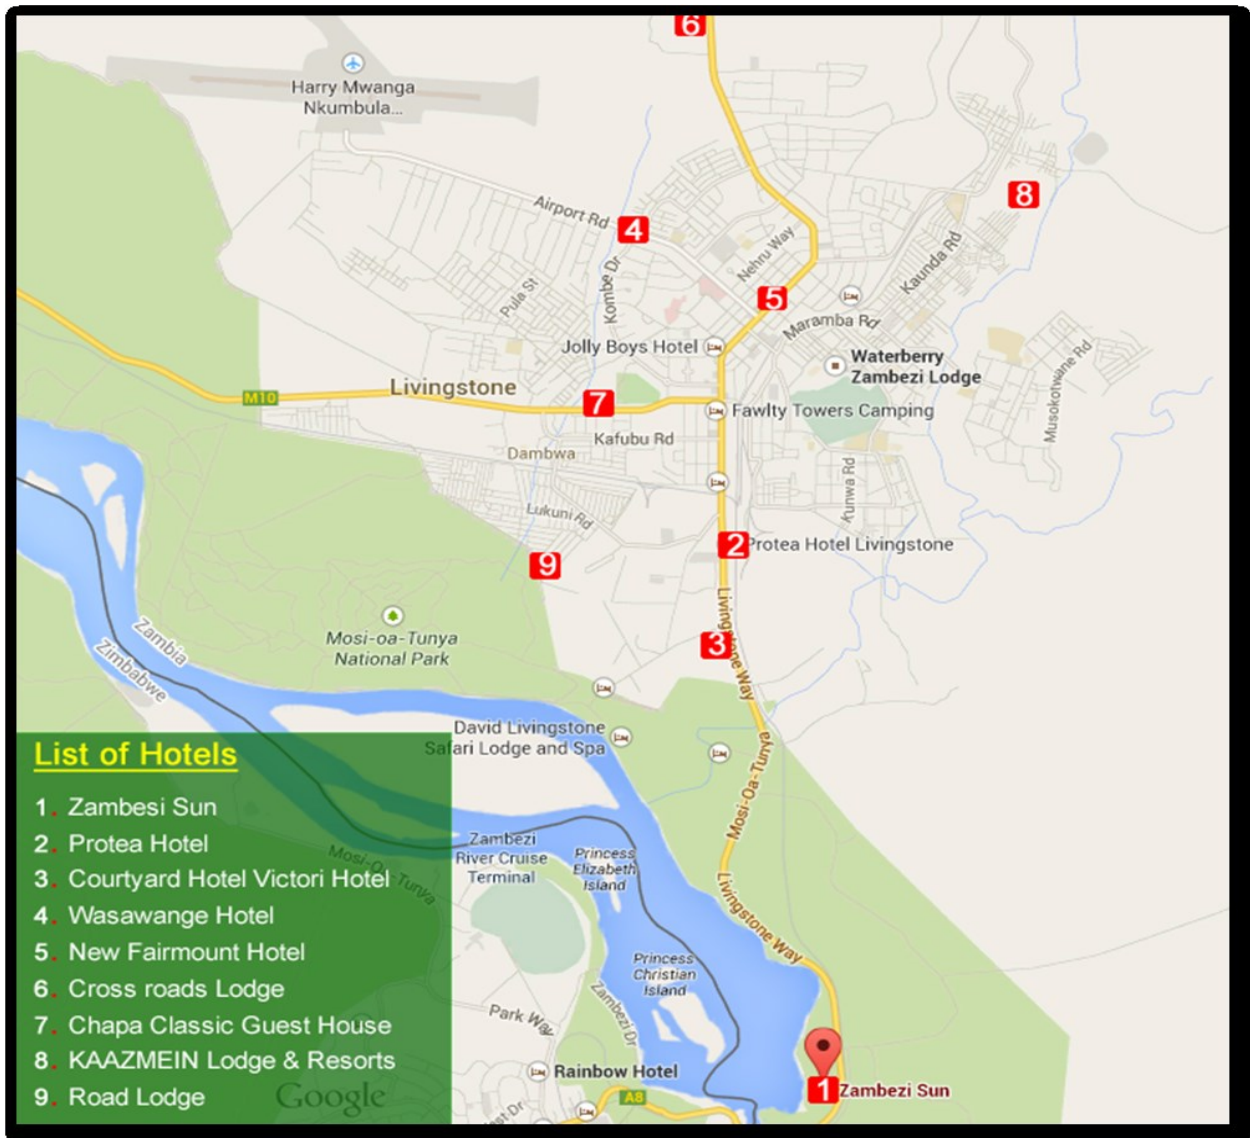 6
Harry Mwanga
Nkumbula...
8
Airport Rd
4
Nehru Way
Kaunda Rd
Pula St
Kombe Dr
5
Maramba Rd
Jolly Boys Hotel
Waterberry
Zambezi Lodge
Musokotwane Rd
M10
Livingstone
7
Fawlty Towers Camping
Kafubu Rd
Dambwa
Kunwa Rd
Lukuni Rd
2
Protea Hotel Livingstone
9
Mosi-oa-Tunya
National Park
Zambia
Zimbabwe
3
Livingstone Way
David Livingstone
Safari Lodge and Spa
Mosi-Oa-Tunya
List of Hotels
1. Zambesi Sun
2. Protea Hotel
3. Courtyard Hotel Victori Hotel
4. Wasawange Hotel
5. New Fairmount Hotel
6. Cross roads Lodge
7. Chapa Classic Guest House
8. KAAZMEIN Lodge & Resorts
9. Road Lodge
Mosi-Oa-Tunya
Google
Zambezi
River Cruise
Terminal
Princess
Elizabeth
Island
Livingstone Way
Princess
Christian
Island
Park Way
Zambezi Dr
Rainbow Hotel
A8
1
Zambezi Sun